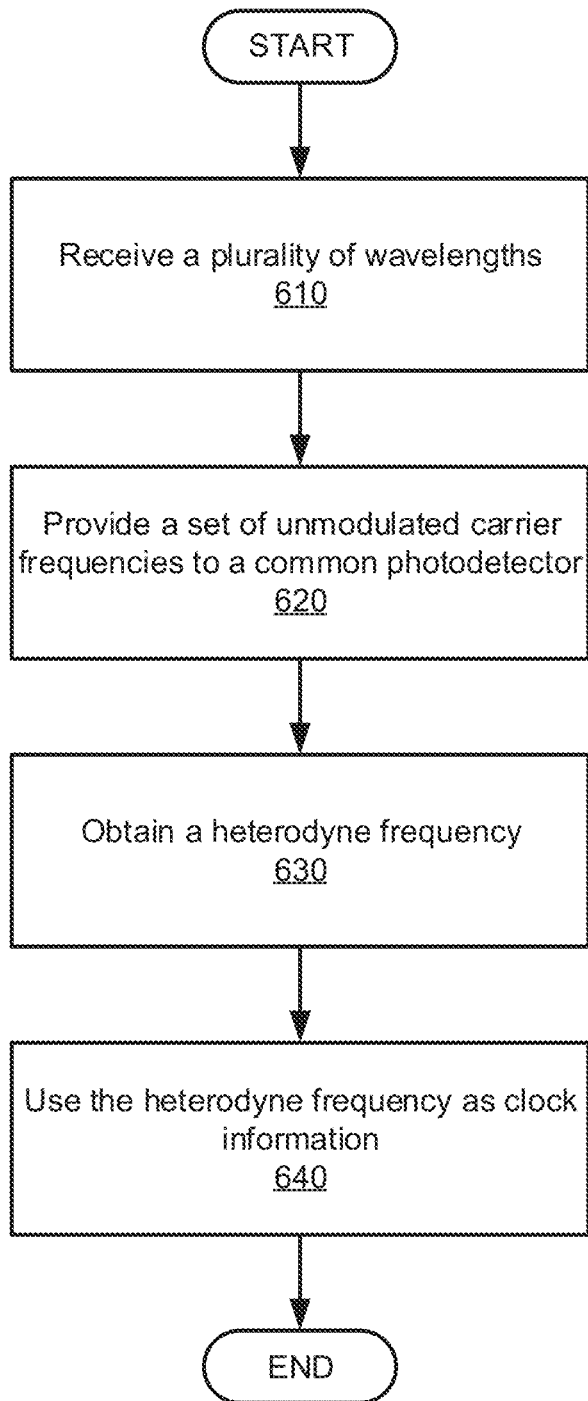 START
Receive a plurality of wavelengths
610
Provide a set of unmodulated carrier
frequencies to a common photodetector
620
Obtain a heterodyne frequency
630
Use the heterodyne frequency as clock
information
640
END